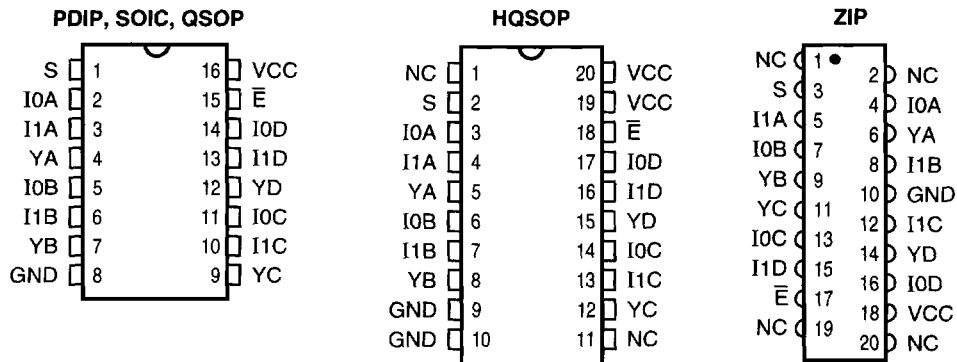 PDIP, SOIC, QSOP
S 1 16 VCC
I0A 2 15 E̅
I1A 3 14 I0D
YA 4 13 I1D
I0B 5 12 YD
I1B 6 11 I0C
YB 7 10 I1C
GND 8 9 YC
HQSOP
NC 1 20 VCC
S 2 19 VCC
I0A 3 18 E̅
I1A 4 17 I0D
YA 5 16 I1D
I0B 6 15 YD
I1B 7 14 I0C
YB 8 13 I1C
GND 9 12 YC
GND 10 11 NC
ZIP
NC 1
2 NC
S 3
4 I0A
I1A 5
6 YA
I0B 7
8 I1B
YB 9
10 GND
YC 11
12 I1C
I0C 13
14 YD
I1D 15
16 I0D
E̅ 17
18 VCC
NC 19
20 NC